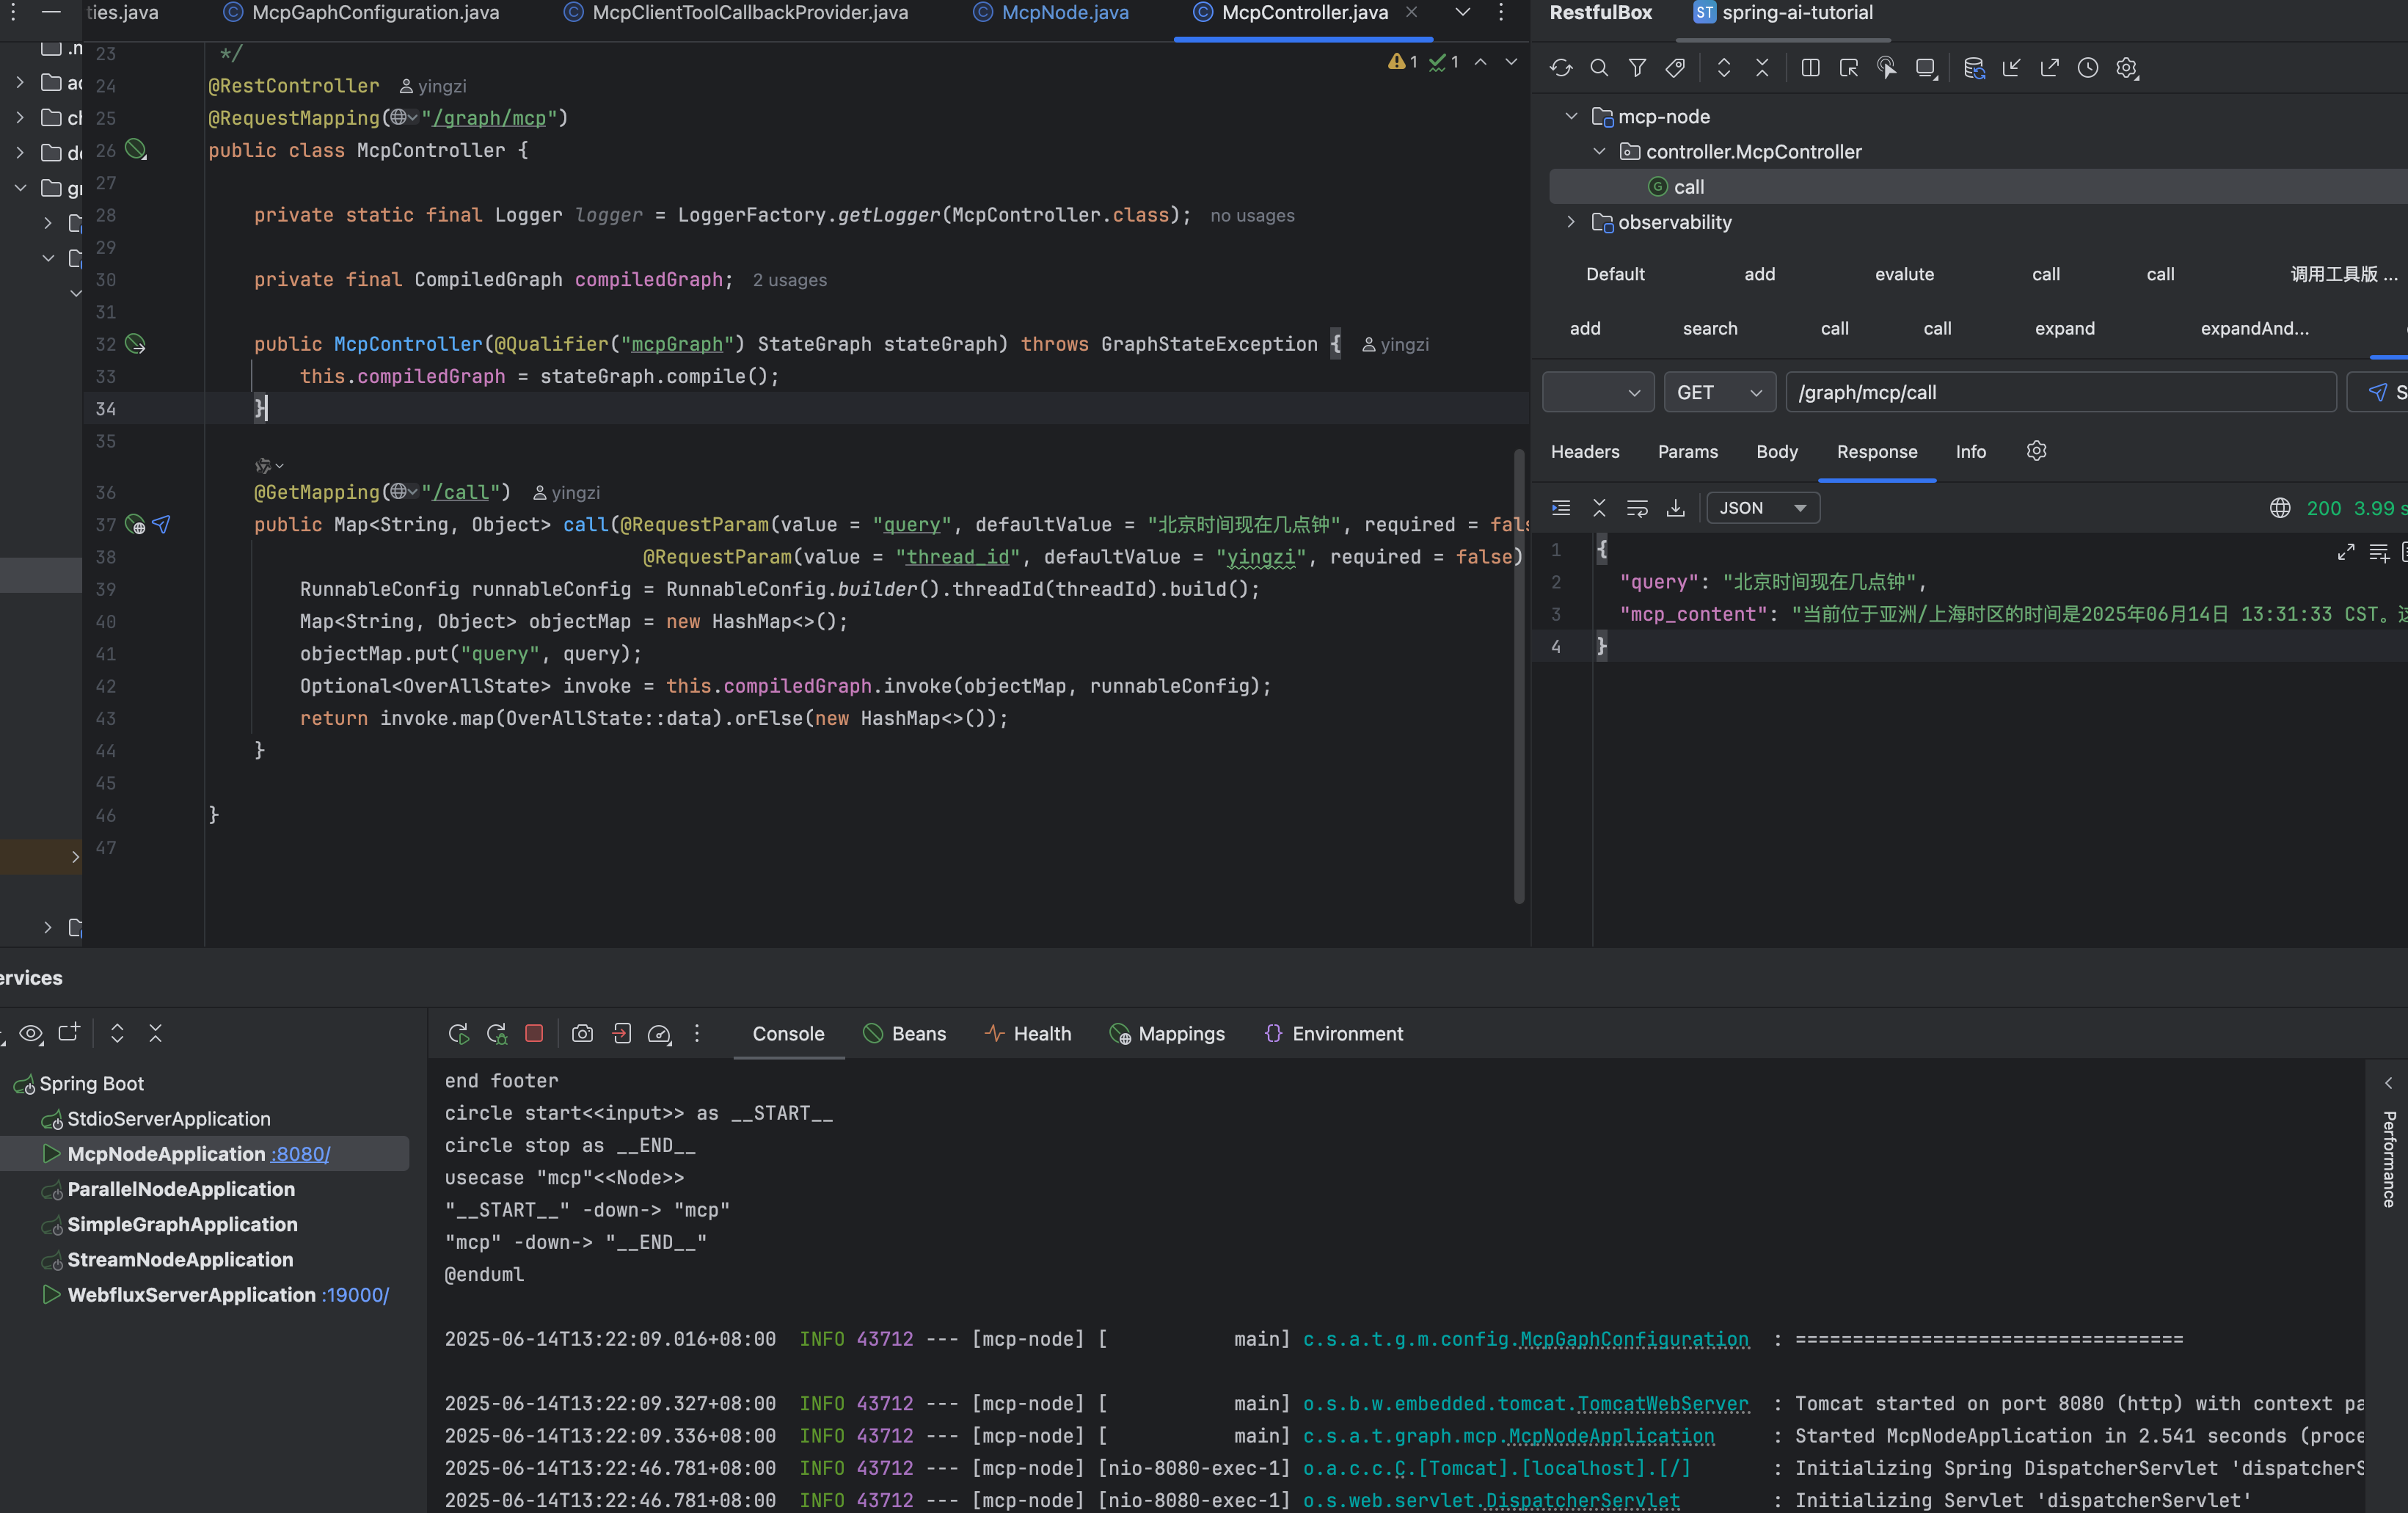 ties.java McpGaphConfiguration.java McpClientToolCallbackProvider.java McpNode.java McpController.java
23 */
24 @RestController yingzi
25 @RequestMapping("/graph/mcp")
26 public class McpController {
27
28 private static final Logger logger = LoggerFactory.getLogger(McpController.class); no usages
29
30 private final CompiledGraph compiledGraph; 2 usages
31
32 public McpController(@Qualifier("mcpGraph") StateGraph stateGraph) throws GraphStateException { yingzi
33 this.compiledGraph = stateGraph.compile();
34 }
35
36 @GetMapping("/call") yingzi
37 public Map<String, Object> call(@RequestParam(value = "query", defaultValue = "北京时间现在几点钟", required = fals
38 @RequestParam(value = "thread_id", defaultValue = "yingzi", required = false)
39 RunnableConfig runnableConfig = RunnableConfig.builder().threadId(threadId).build();
40 Map<String, Object> objectMap = new HashMap<>();
41 objectMap.put("query", query);
42 Optional<OverAllState> invoke = this.compiledGraph.invoke(objectMap, runnableConfig);
43 return invoke.map(OverAllState::data).orElse(new HashMap<>());
44 }
45
46 }
47
1 1
RestfulBox ST spring-ai-tutorial
mcp-node
controller.McpController
G call
observability
Default add evalute call call 调用工具版 ...
add search call call expand expandAnd...
GET /graph/mcp/call S
Headers Params Body Response Info
JSON 200 3.99 s
1 {
2 "query": "北京时间现在几点钟",
3 "mcp_content": "当前位于亚洲/上海时区的时间是2025年06月14日 13:31:33 CST。这
4 }
ervices
Console Beans Health Mappings Environment
Spring Boot
StdioServerApplication
McpNodeApplication :8080/
ParallelNodeApplication
SimpleGraphApplication
StreamNodeApplication
WebfluxServerApplication :19000/
end footer
circle start<<input>> as __START__
circle stop as __END__
usecase "mcp"<<Node>>
"__START__" -down-> "mcp"
"mcp" -down-> "__END__"
@enduml
2025-06-14T13:22:09.016+08:00 INFO 43712 --- [mcp-node] [ main] c.s.a.t.g.m.config.McpGaphConfiguration : ==================================
2025-06-14T13:22:09.327+08:00 INFO 43712 --- [mcp-node] [ main] o.s.b.w.embedded.tomcat.TomcatWebServer : Tomcat started on port 8080 (http) with context pa
2025-06-14T13:22:09.336+08:00 INFO 43712 --- [mcp-node] [ main] c.s.a.t.graph.mcp.McpNodeApplication : Started McpNodeApplication in 2.541 seconds (proce
2025-06-14T13:22:46.781+08:00 INFO 43712 --- [mcp-node] [nio-8080-exec-1] o.a.c.c.C.[Tomcat].[localhost].[/] : Initializing Spring DispatcherServlet 'dispatcherS
2025-06-14T13:22:46.781+08:00 INFO 43712 --- [mcp-node] [nio-8080-exec-1] o.s.web.servlet.DispatcherServlet : Initializing Servlet 'dispatcherServlet'
Performance